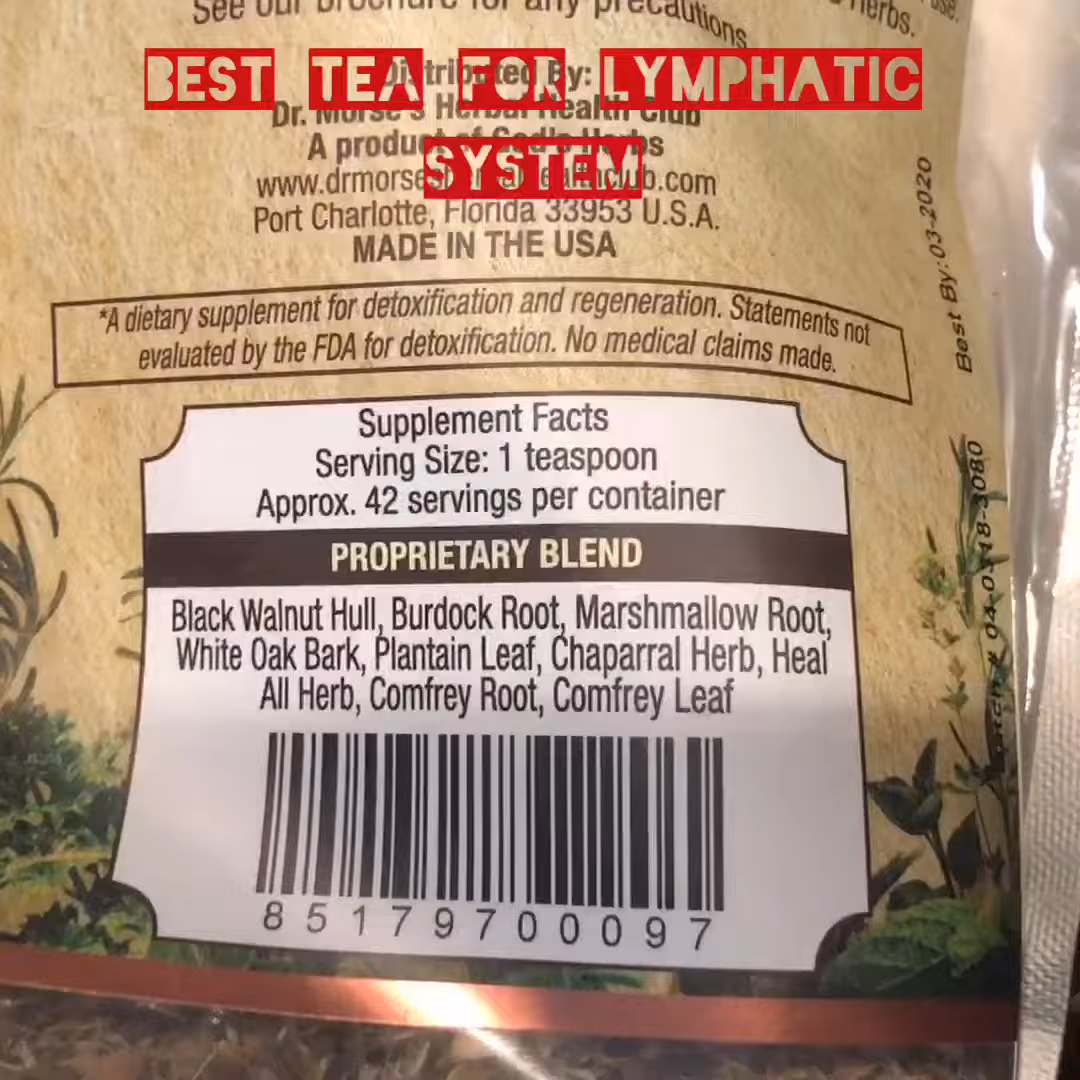 See our brochure for any precautions
herbs.
use.
BEST TEA FOR LYMPHATIC
SYSTEM
Distributed By:
Dr. Morse's Herbal Health Club
A product of God's Herbs
www.drmorsesherbalhealthclub.com
Port Charlotte, Florida 33953 U.S.A.
MADE IN THE USA
*A dietary supplement for detoxification and regeneration. Statements not
evaluated by the FDA for detoxification. No medical claims made.
Best By:03-2020
Supplement Facts
Serving Size: 1 teaspoon
Approx. 42 servings per container
PROPRIETARY BLEND
Black Walnut Hull, Burdock Root, Marshmallow Root,
White Oak Bark, Plantain Leaf, Chaparral Herb, Heal
All Herb, Comfrey Root, Comfrey Leaf
85179700097